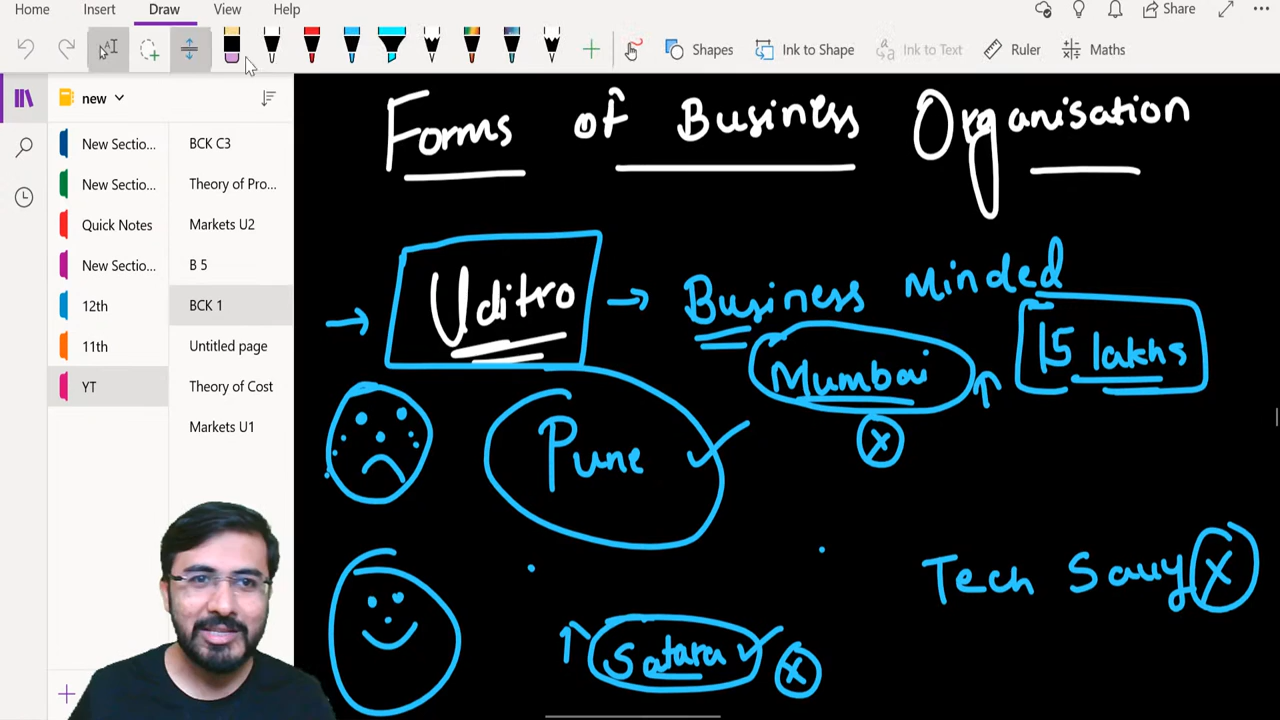 Home Insert Draw View Help Share
Shapes Ink to Shape Ink to Text Ruler Maths
new
New Sectio... BCK C3
New Sectio... Theory of Pro...
Quick Notes Markets U2
New Sectio... B 5
12th BCK 1
11th Untitled page
YT Theory of Cost
Markets U1
Forms of Business Organisation
→ Uditro → Business Minded
Mumbai ↑ 15 lakhs
Pune ✓ X
Tech Savvy X
↑ Satara ✓ X